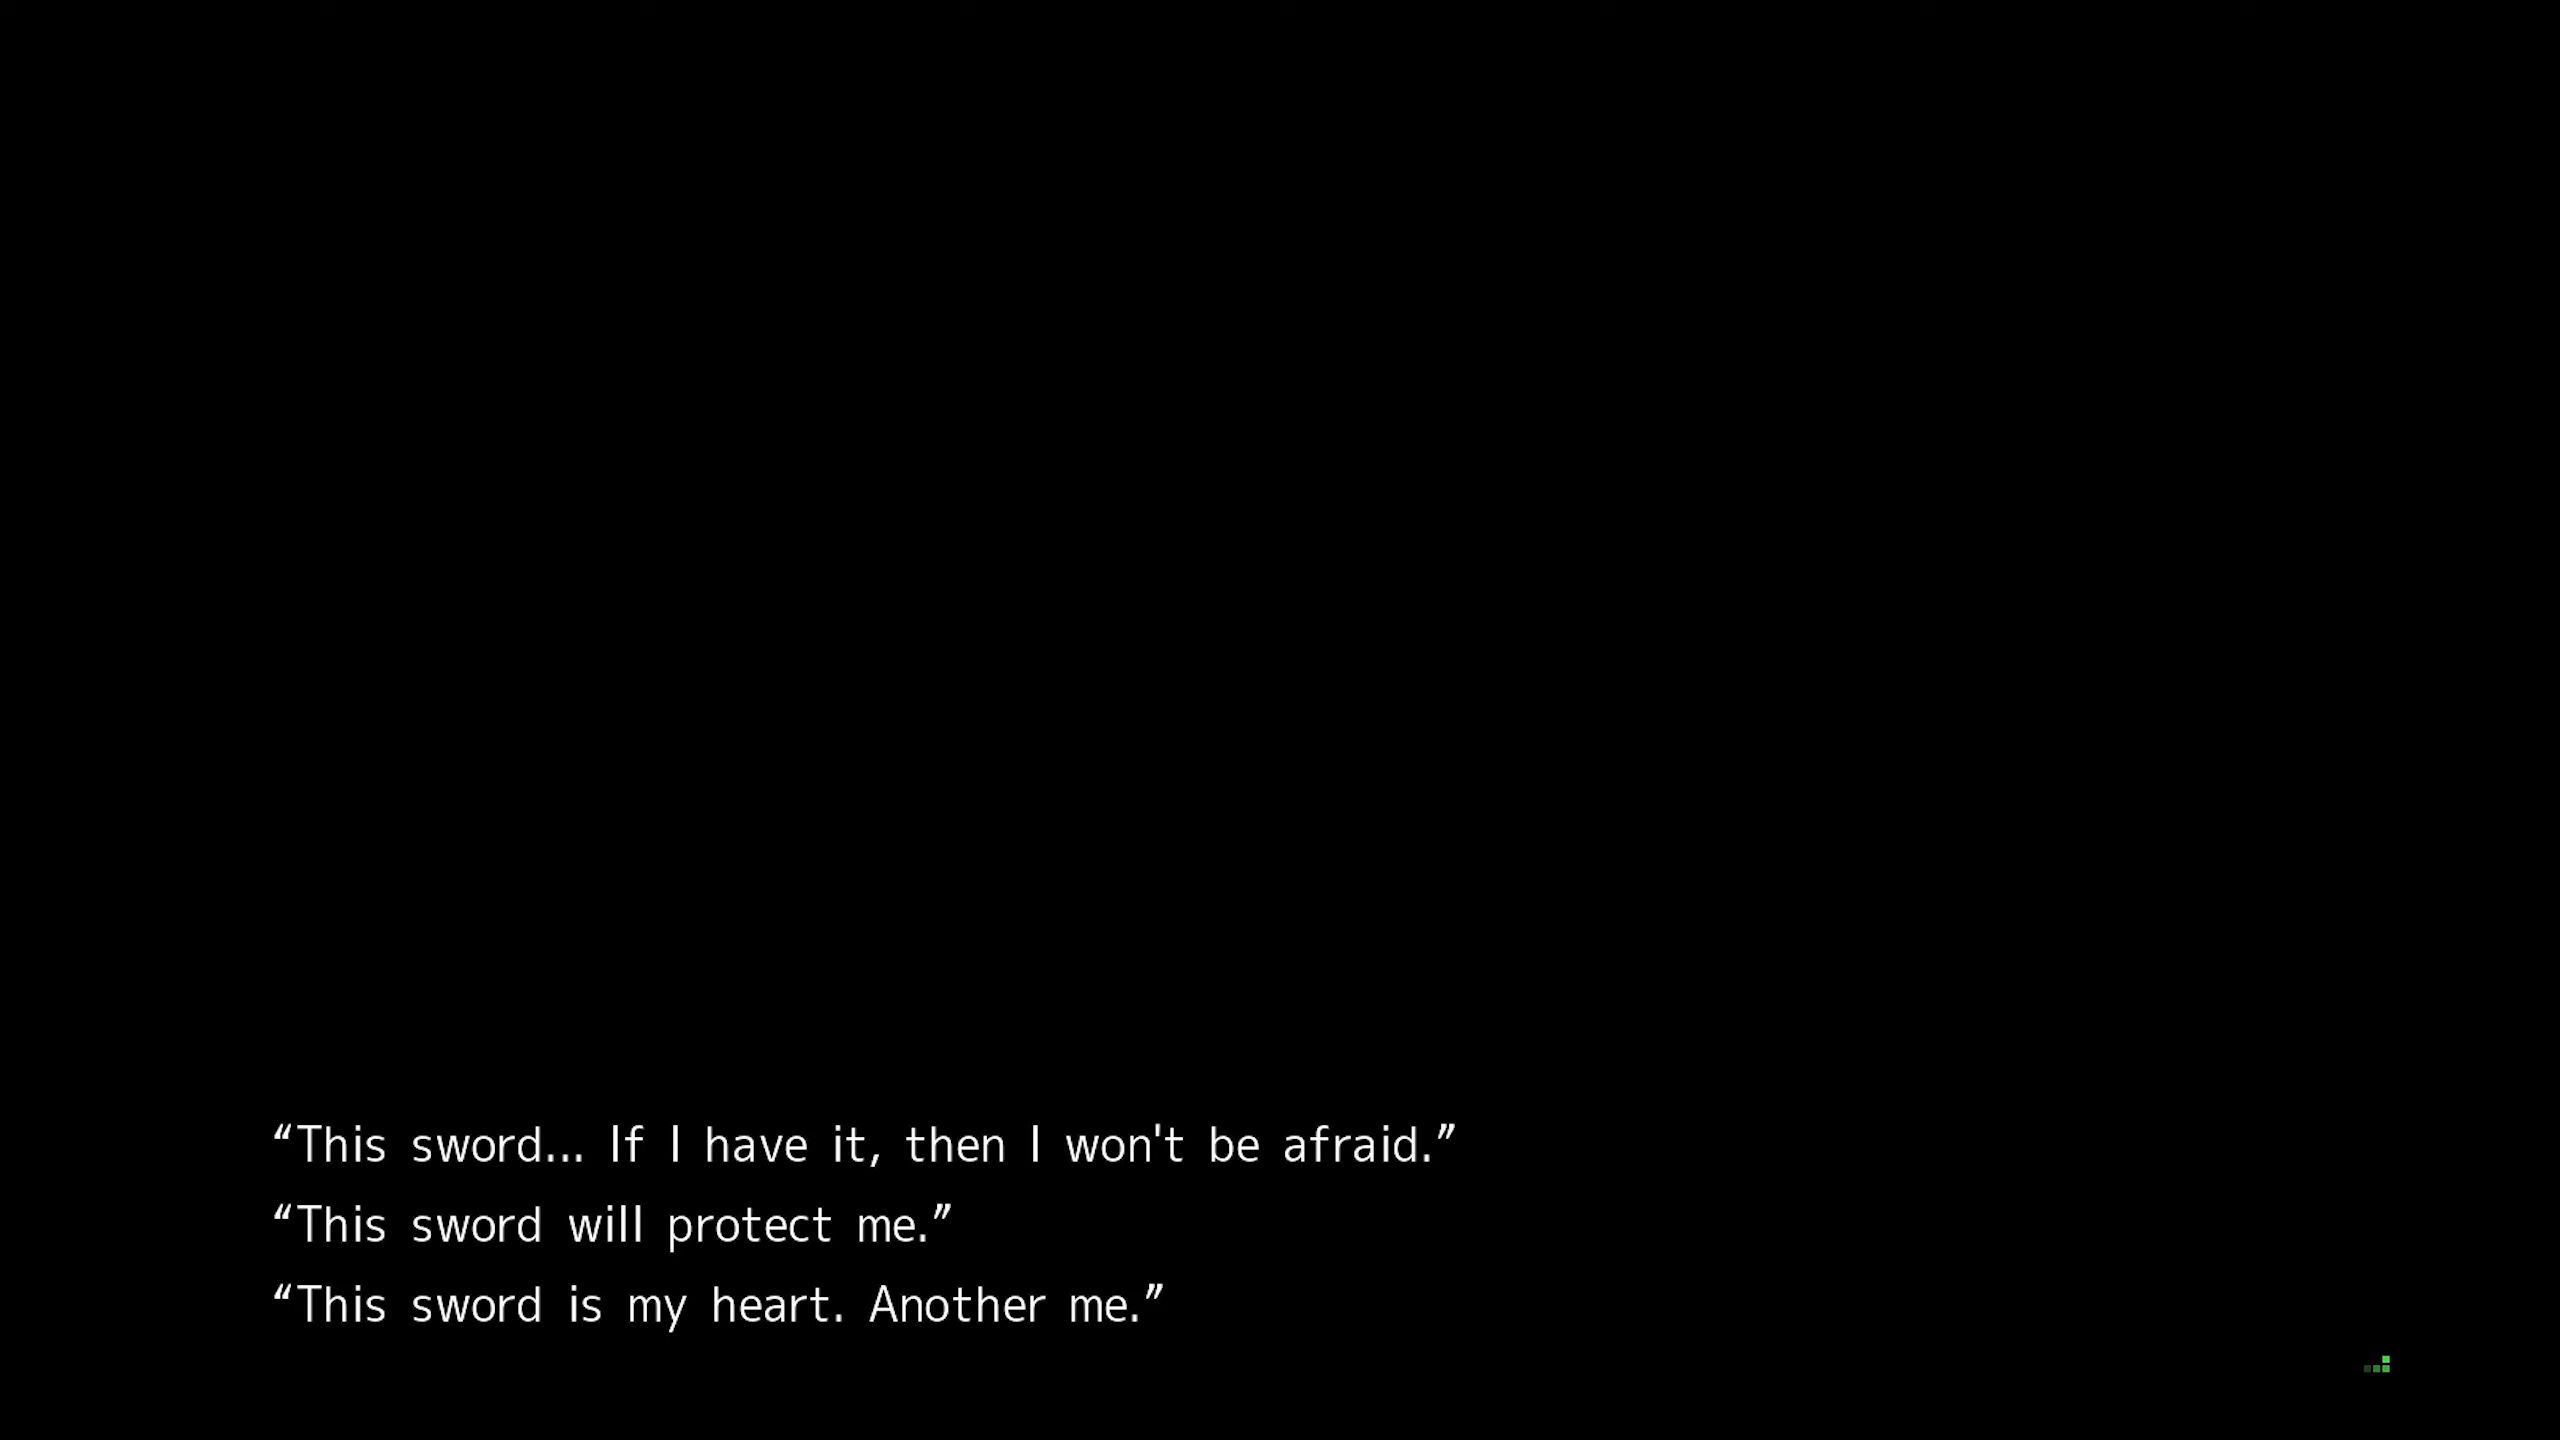 “This sword... If I have it, then I won't be afraid.”
“This sword will protect me.”
“This sword is my heart. Another me.”